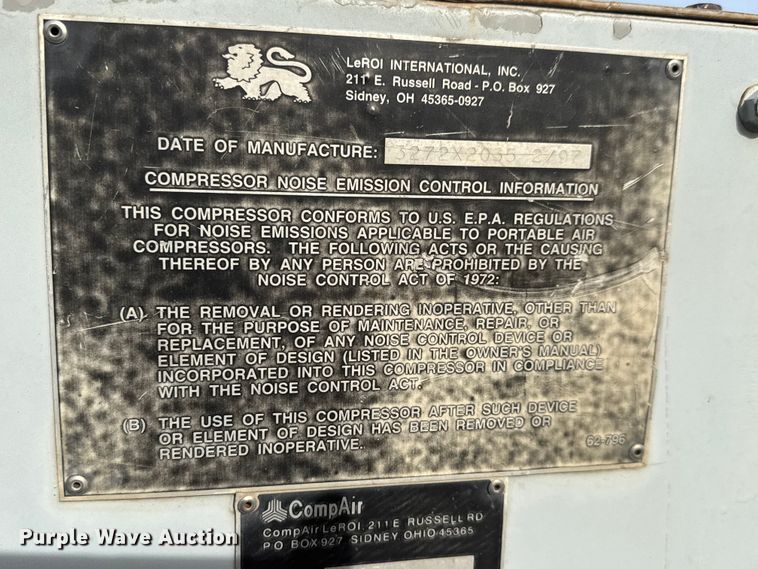 LeROI INTERNATIONAL, INC.
211 E. Russell Road - P.O. Box 927
Sidney, OH 45365-0927
DATE OF MANUFACTURE: 3272X2035-2/97
COMPRESSOR NOISE EMISSION CONTROL INFORMATION
THIS COMPRESSOR CONFORMS TO U.S. E.P.A. REGULATIONS
FOR NOISE EMISSIONS APPLICABLE TO PORTABLE AIR
COMPRESSORS. THE FOLLOWING ACTS OR THE CAUSING
THEREOF BY ANY PERSON ARE PROHIBITED BY THE
NOISE CONTROL ACT OF 1972:
(A) THE REMOVAL OR RENDERING INOPERATIVE, OTHER THAN
FOR THE PURPOSE OF MAINTENANCE, REPAIR, OR
REPLACEMENT, OF ANY NOISE CONTROL DEVICE OR
ELEMENT OF DESIGN (LISTED IN THE OWNER'S MANUAL)
INCORPORATED INTO THIS COMPRESSOR IN COMPLIANCE
WITH THE NOISE CONTROL ACT.
(B) THE USE OF THIS COMPRESSOR AFTER SUCH DEVICE
OR ELEMENT OF DESIGN HAS BEEN REMOVED OR
RENDERED INOPERATIVE.
62-796
CompAir
CompAir LeROI 211 E RUSSELL RD
P O BOX 927 SIDNEY OHIO 45365
Purple Wave Auction